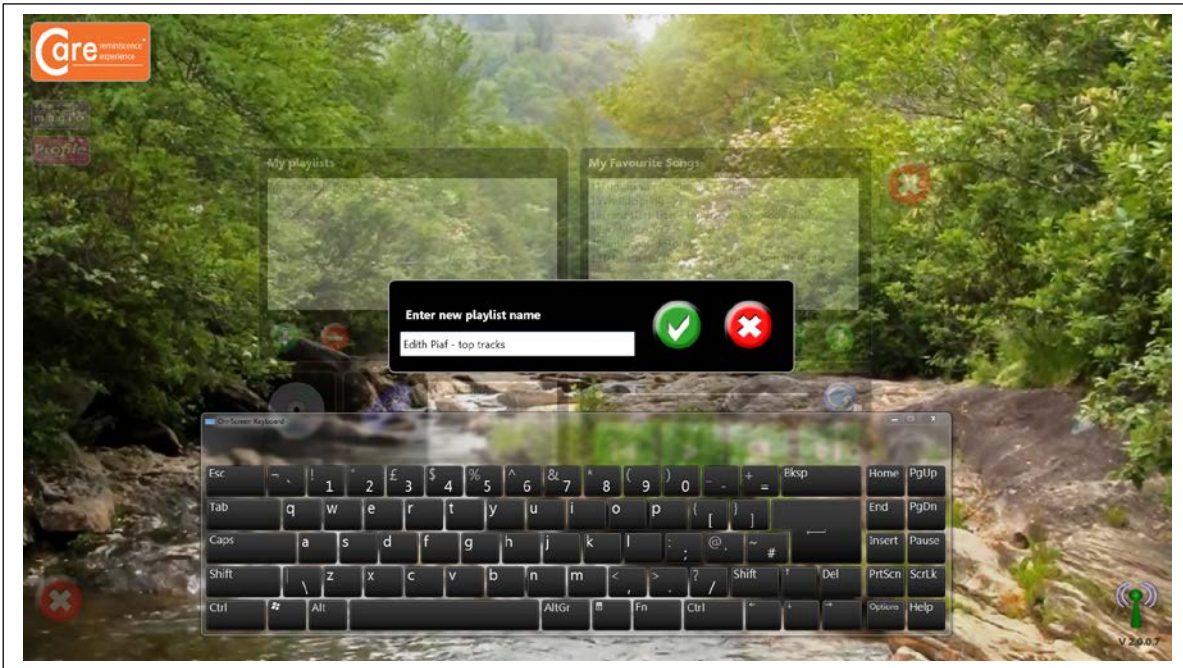 Care reminiscence experience
Profile
My playlists
My Favourite Songs
Enter new playlist name
Edith Piaf - top tracks
On-Screen Keyboard
Esc ¬ ` ! 1 " 2 £ 3 $ 4 % 5 ^ 6 & 7 * 8 ( 9 ) 0 _ - + = Bksp Home PgUp
Tab q w e r t y u i o p { [ } ] End PgDn
Caps a s d f g h j k l : ; @ ' ~ # Insert Pause
Shift | \ z x c v b n m < , > . ? / Shift ↑ Del PrtScn ScrLk
Ctrl Alt AltGr Fn Ctrl ← ↓ → Options Help
V 2.0.0.7